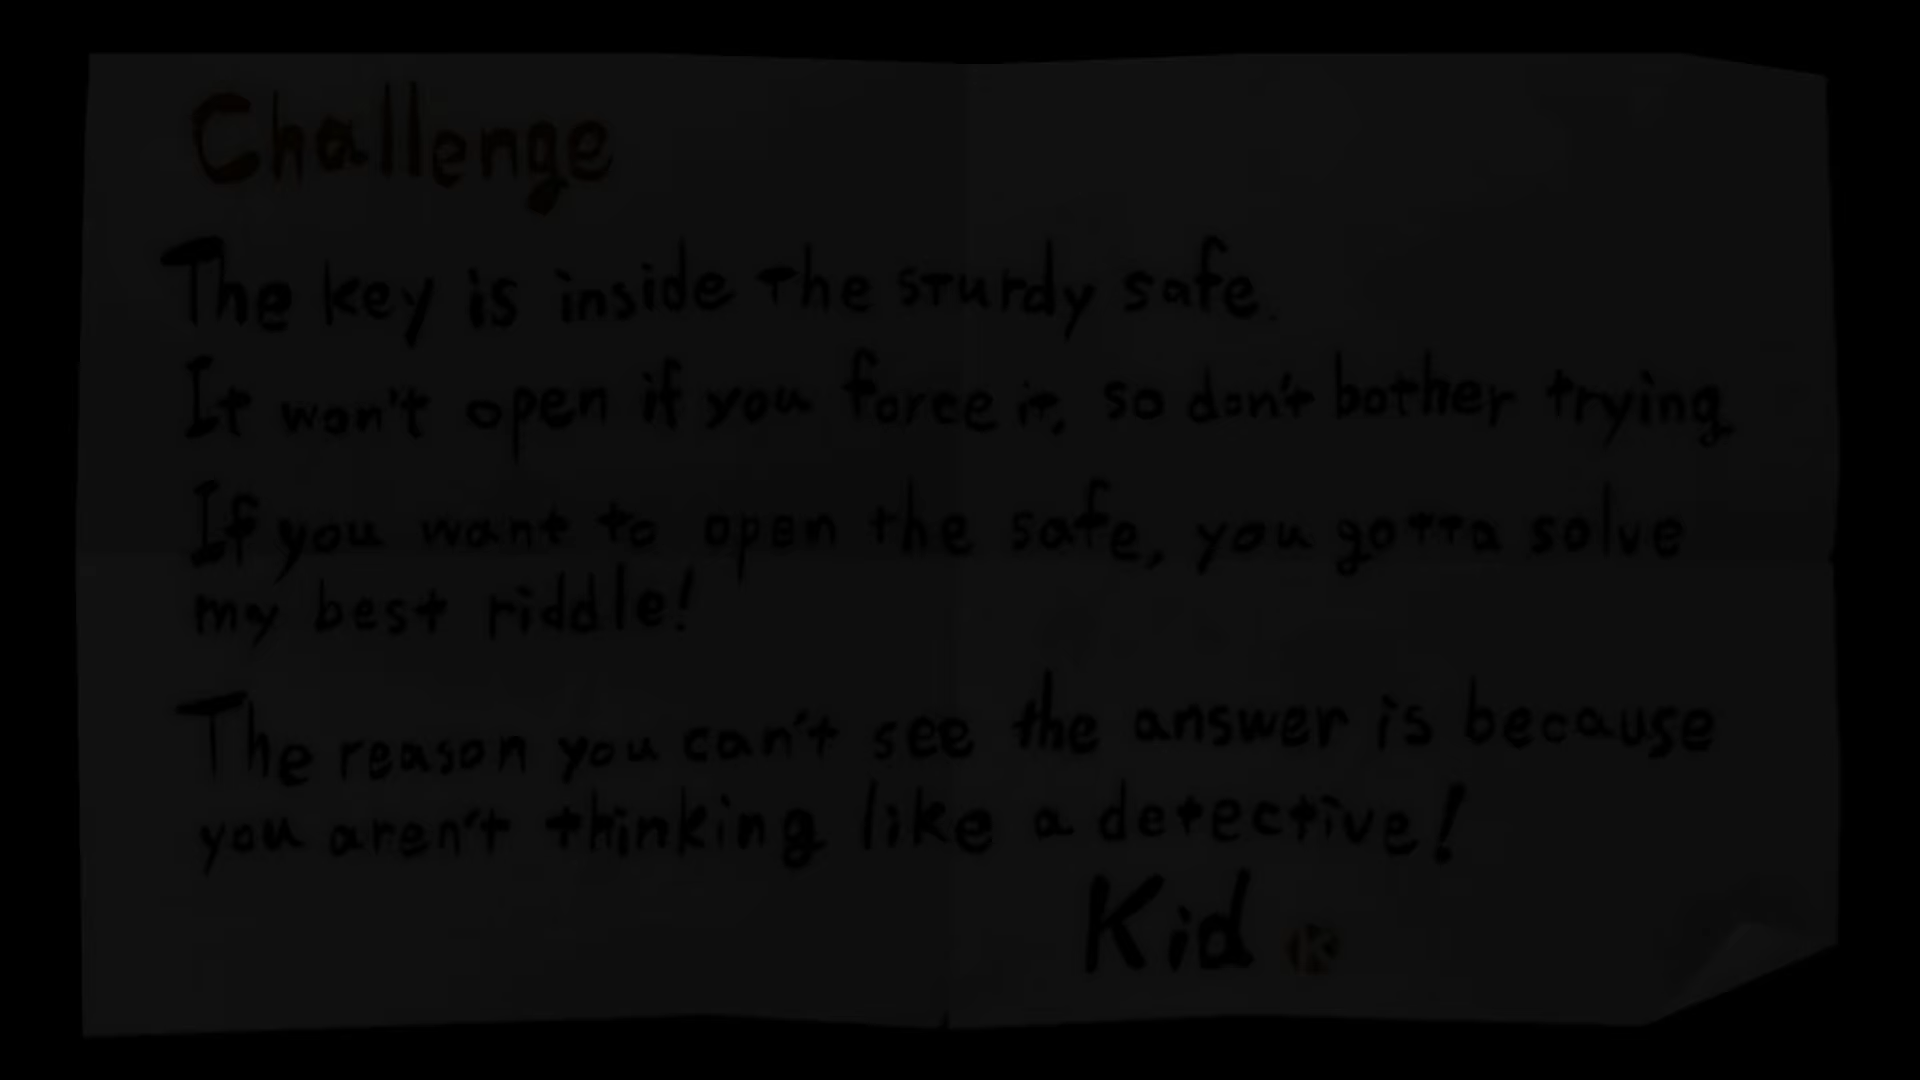 Challenge
The key is inside the sturdy safe.
It won't open if you force it, so don't bother trying
If you want to open the safe, you gotta solve
my best riddle!
The reason you can't see the answer is because
you aren't thinking like a detective!
Kid K